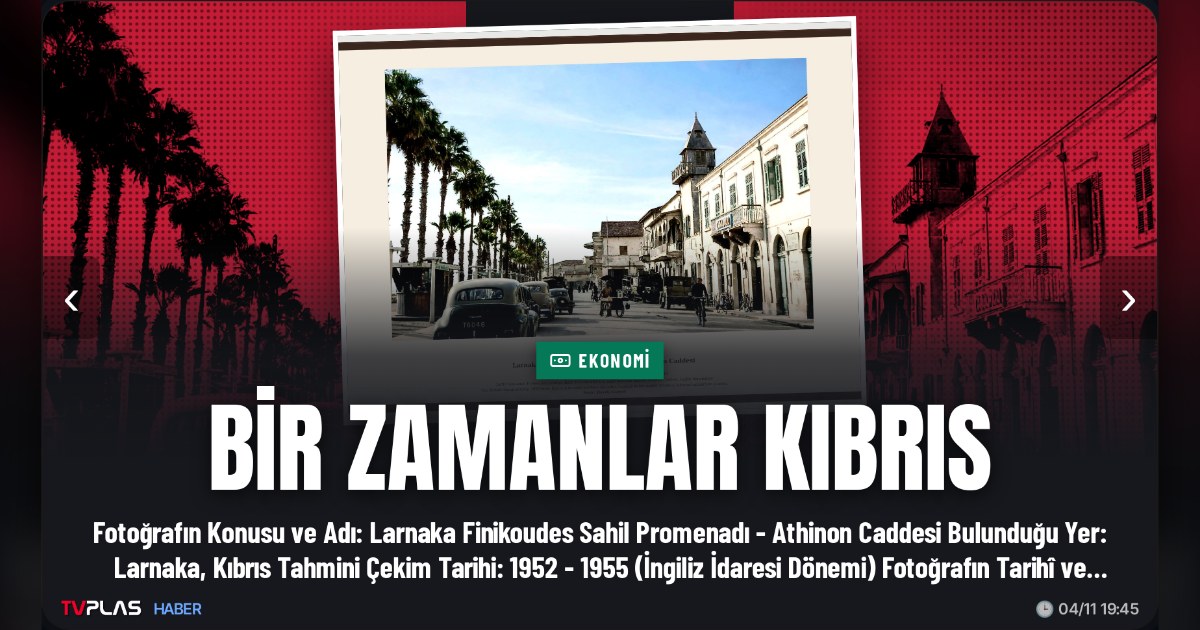 EKONOMİ
BİR ZAMANLAR KIBRIS
Fotoğrafın Konusu ve Adı: Larnaka Finikoudes Sahil Promenadı - Athinon Caddesi Bulunduğu Yer:
Larnaka, Kıbrıs Tahmini Çekim Tarihi: 1952 - 1955 (İngiliz İdaresi Dönemi) Fotoğrafın Tarihî ve...
TVPLAS HABER
04/11 19:45